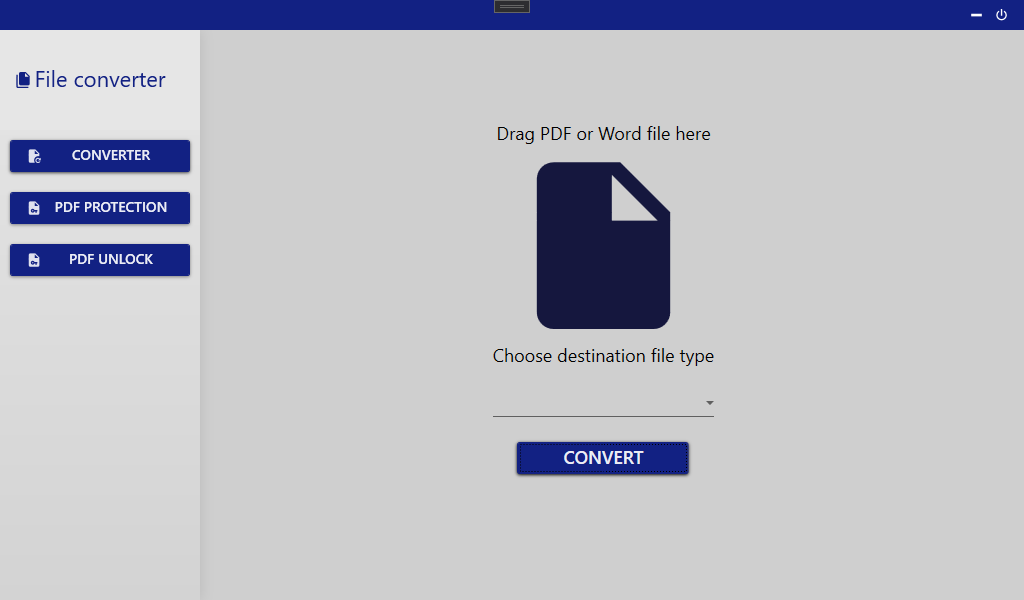 File converter
CONVERTER
PDF PROTECTION
PDF UNLOCK
Drag PDF or Word file here
Choose destination file type
CONVERT